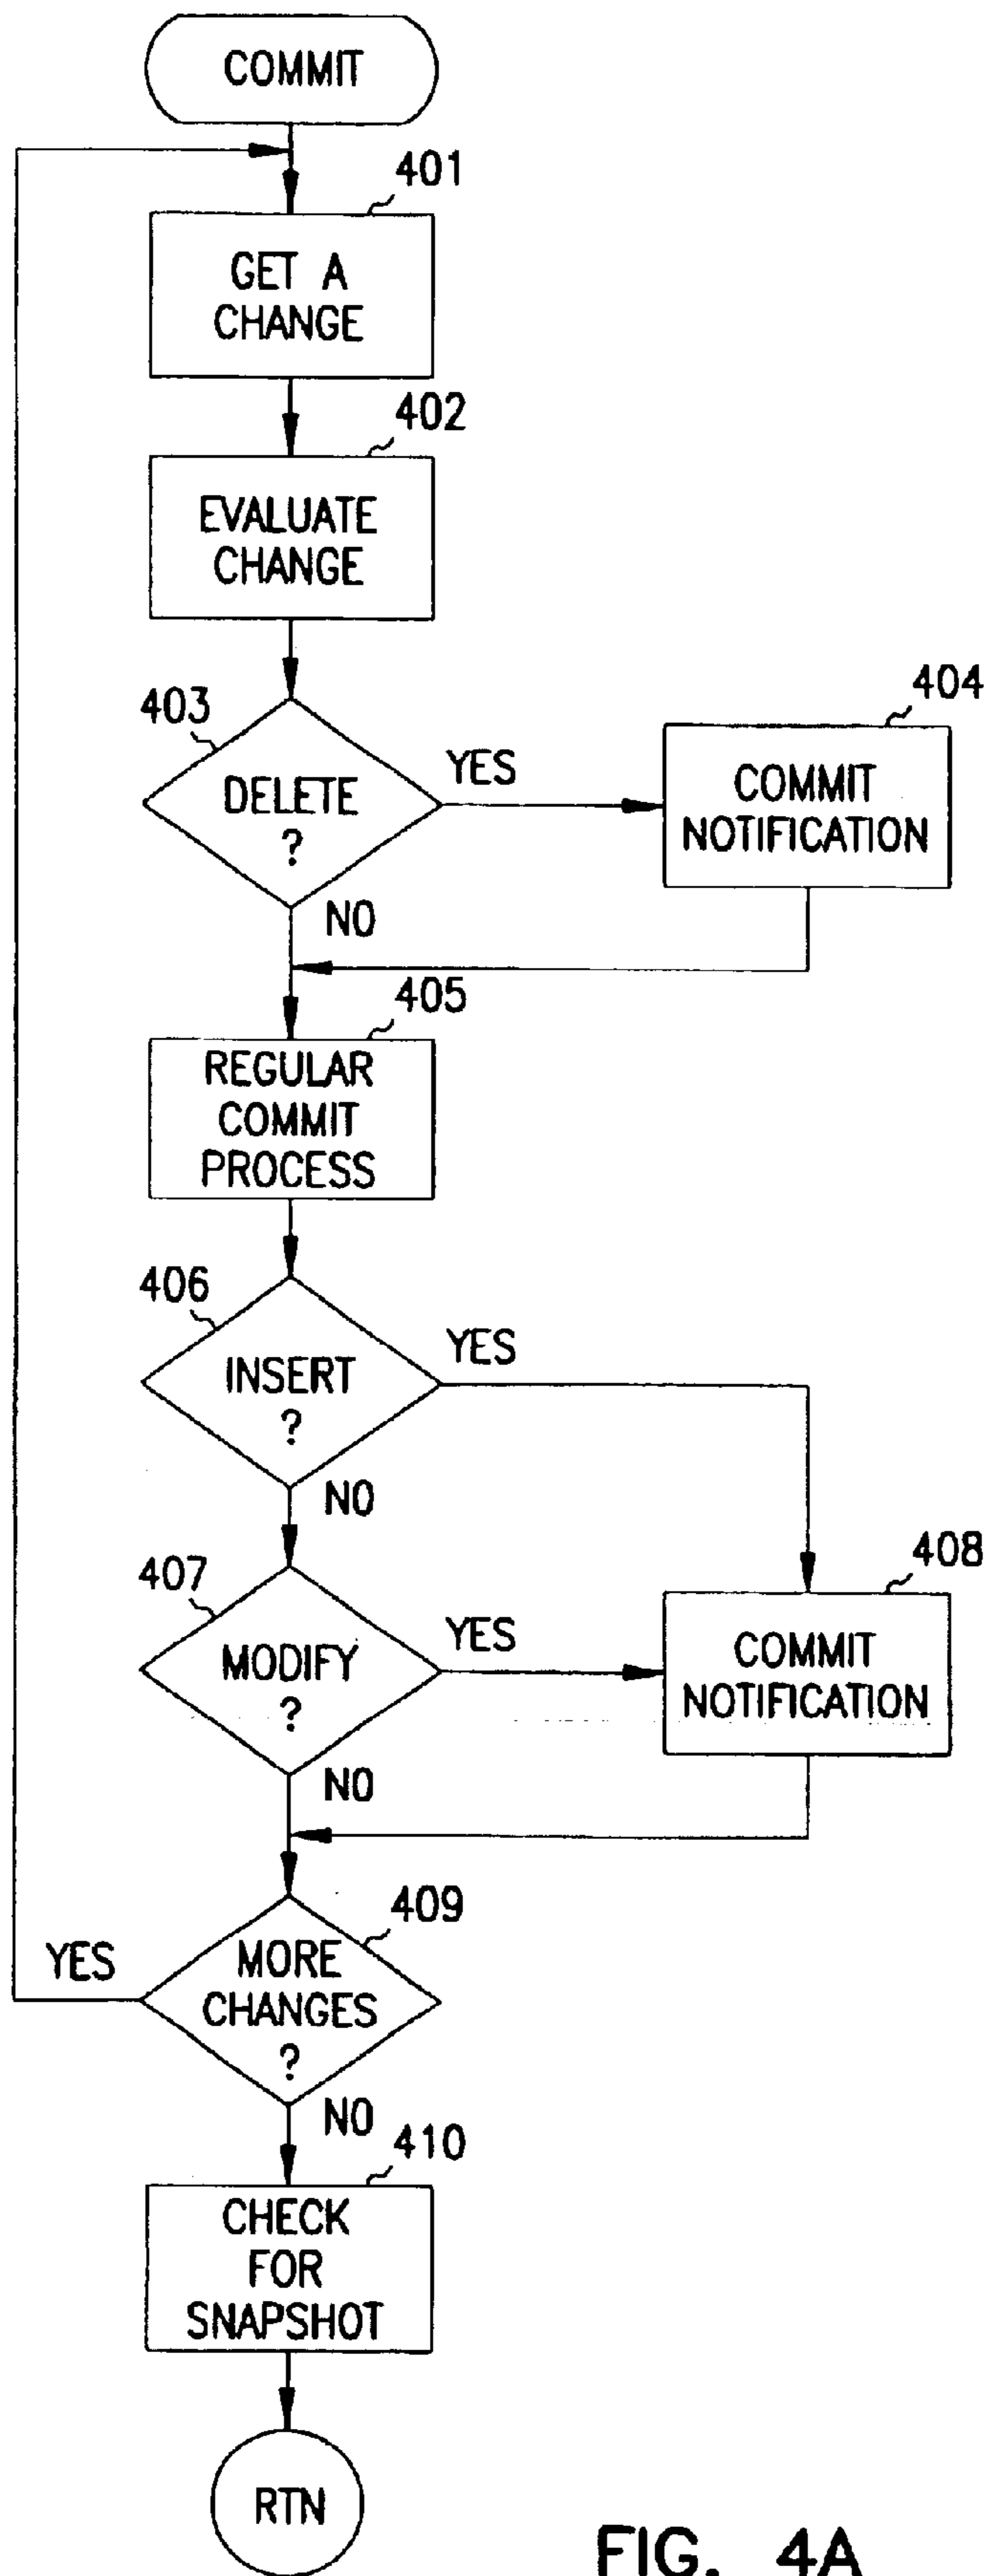 COMMIT
401
GET A
CHANGE
402
EVALUATE
CHANGE
403
DELETE
?
YES
NO
404
COMMIT
NOTIFICATION
405
REGULAR
COMMIT
PROCESS
406
INSERT
?
YES
NO
407
MODIFY
?
YES
NO
408
COMMIT
NOTIFICATION
409
MORE
CHANGES
?
YES
NO
410
CHECK
FOR
SNAPSHOT
RTN
FIG. 4A